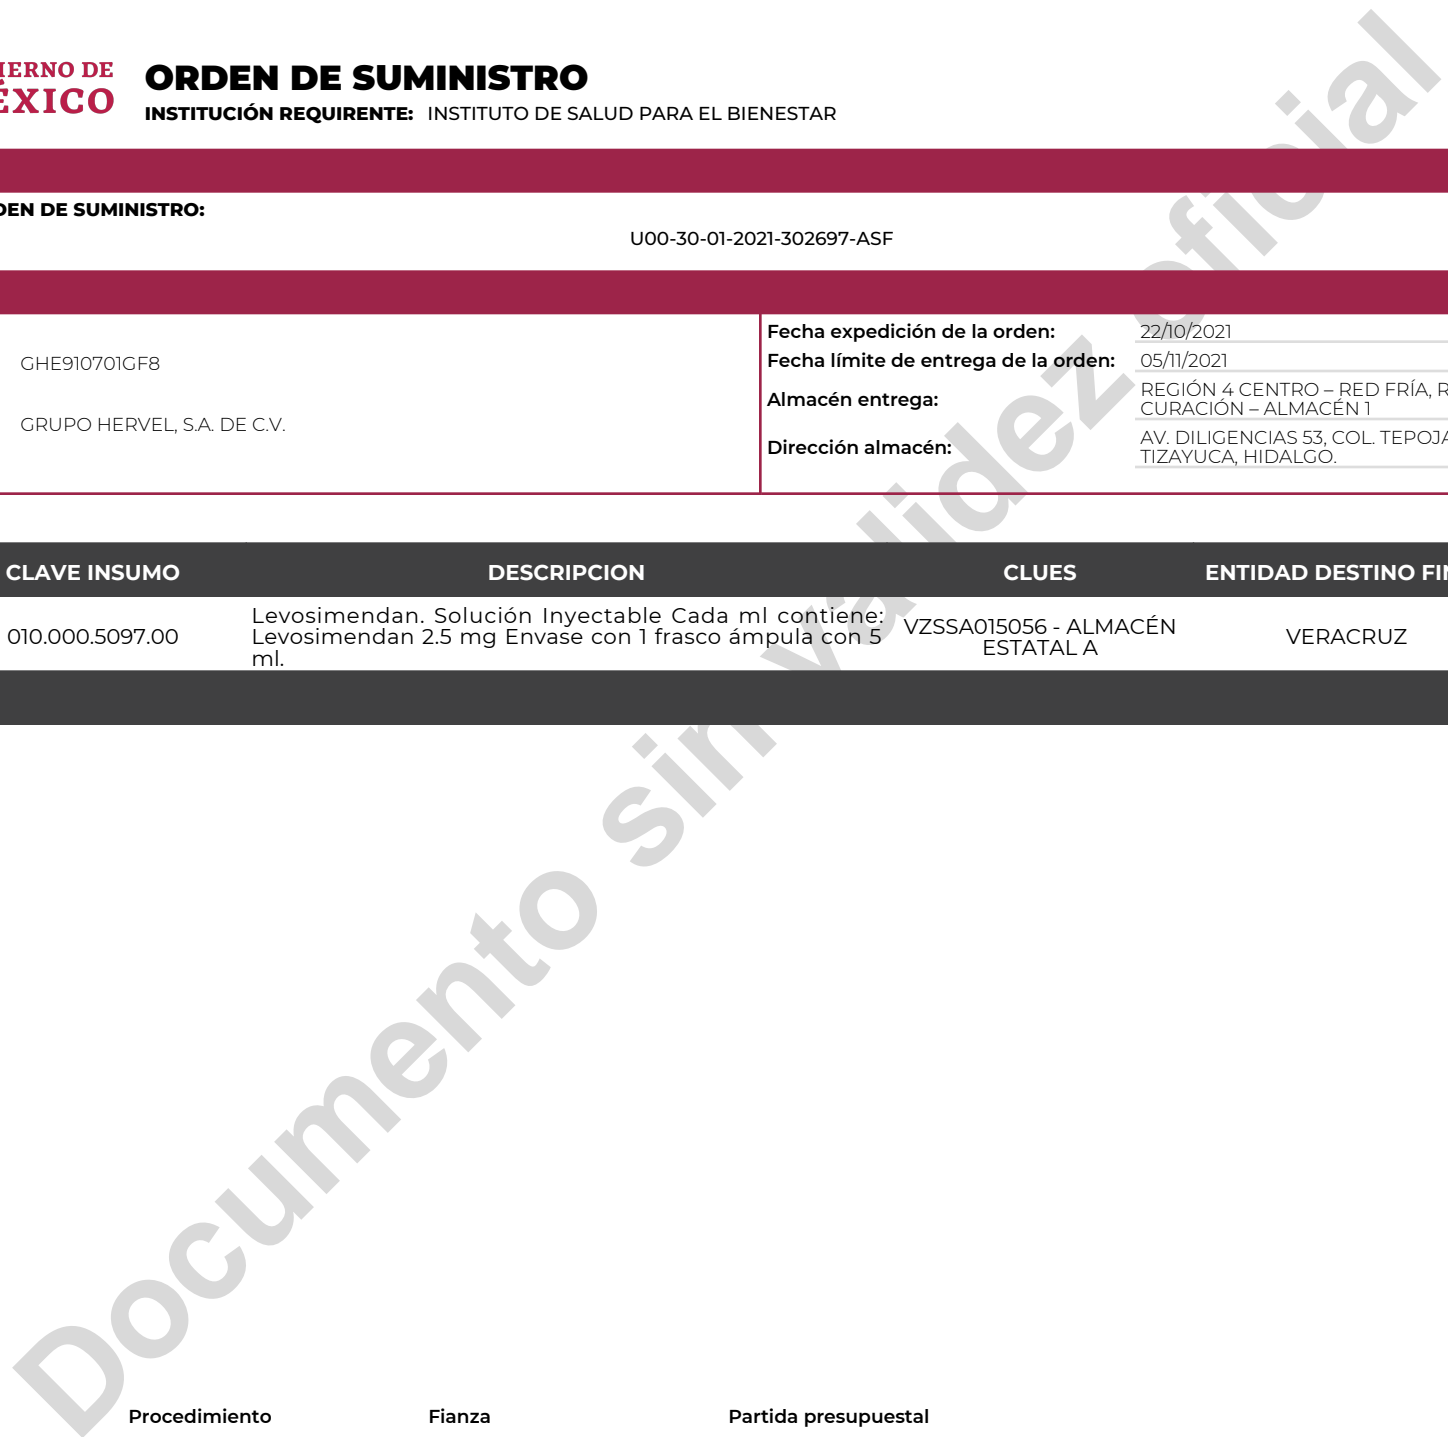 IERNO DE
ÉXICO
ORDEN DE SUMINISTRO
INSTITUCIÓN REQUIRENTE: INSTITUTO DE SALUD PARA EL BIENESTAR
DEN DE SUMINISTRO:
U00-30-01-2021-302697-ASF
GHE910701GF8
GRUPO HERVEL, S.A. DE C.V.
Fecha expedición de la orden: 22/10/2021
Fecha límite de entrega de la orden: 05/11/2021
Almacén entrega: REGIÓN 4 CENTRO – RED FRÍA, R
CURACIÓN – ALMACÉN 1
Dirección almacén: AV. DILIGENCIAS 53, COL. TEPOJA
TIZAYUCA, HIDALGO.
CLAVE INSUMO DESCRIPCION CLUES ENTIDAD DESTINO FIN
010.000.5097.00
Levosimendan. Solución Inyectable Cada ml contiene:
Levosimendan 2.5 mg Envase con 1 frasco ámpula con 5
ml.
VZSSA015056 - ALMACÉN
ESTATAL A
VERACRUZ
Documento sin validez oficial
Procedimiento Fianza Partida presupuestal